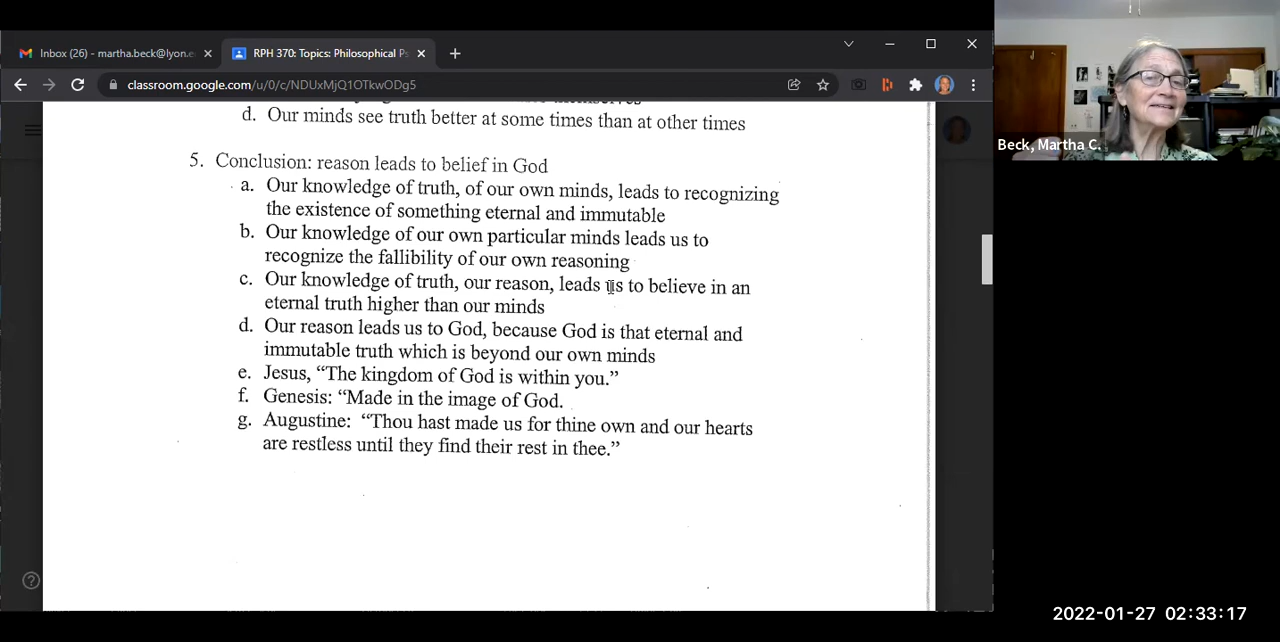 Inbox (26) - martha.beck@lyon.e
RPH 370: Topics: Philosophical P
classroom.google.com/u/0/c/NDUxMjQ1OTkwODg5
d. Our minds see truth better at some times than at other times
5. Conclusion: reason leads to belief in God
a. Our knowledge of truth, of our own minds, leads to recognizing
the existence of something eternal and immutable
b. Our knowledge of our own particular minds leads us to
recognize the fallibility of our own reasoning
c. Our knowledge of truth, our reason, leads us to believe in an
eternal truth higher than our minds
d. Our reason leads us to God, because God is that eternal and
immutable truth which is beyond our own minds
e. Jesus, “The kingdom of God is within you.”
f. Genesis: “Made in the image of God.
g. Augustine: “Thou hast made us for thine own and our hearts
are restless until they find their rest in thee.”
Beck, Martha C.
2022-01-27 02:33:17